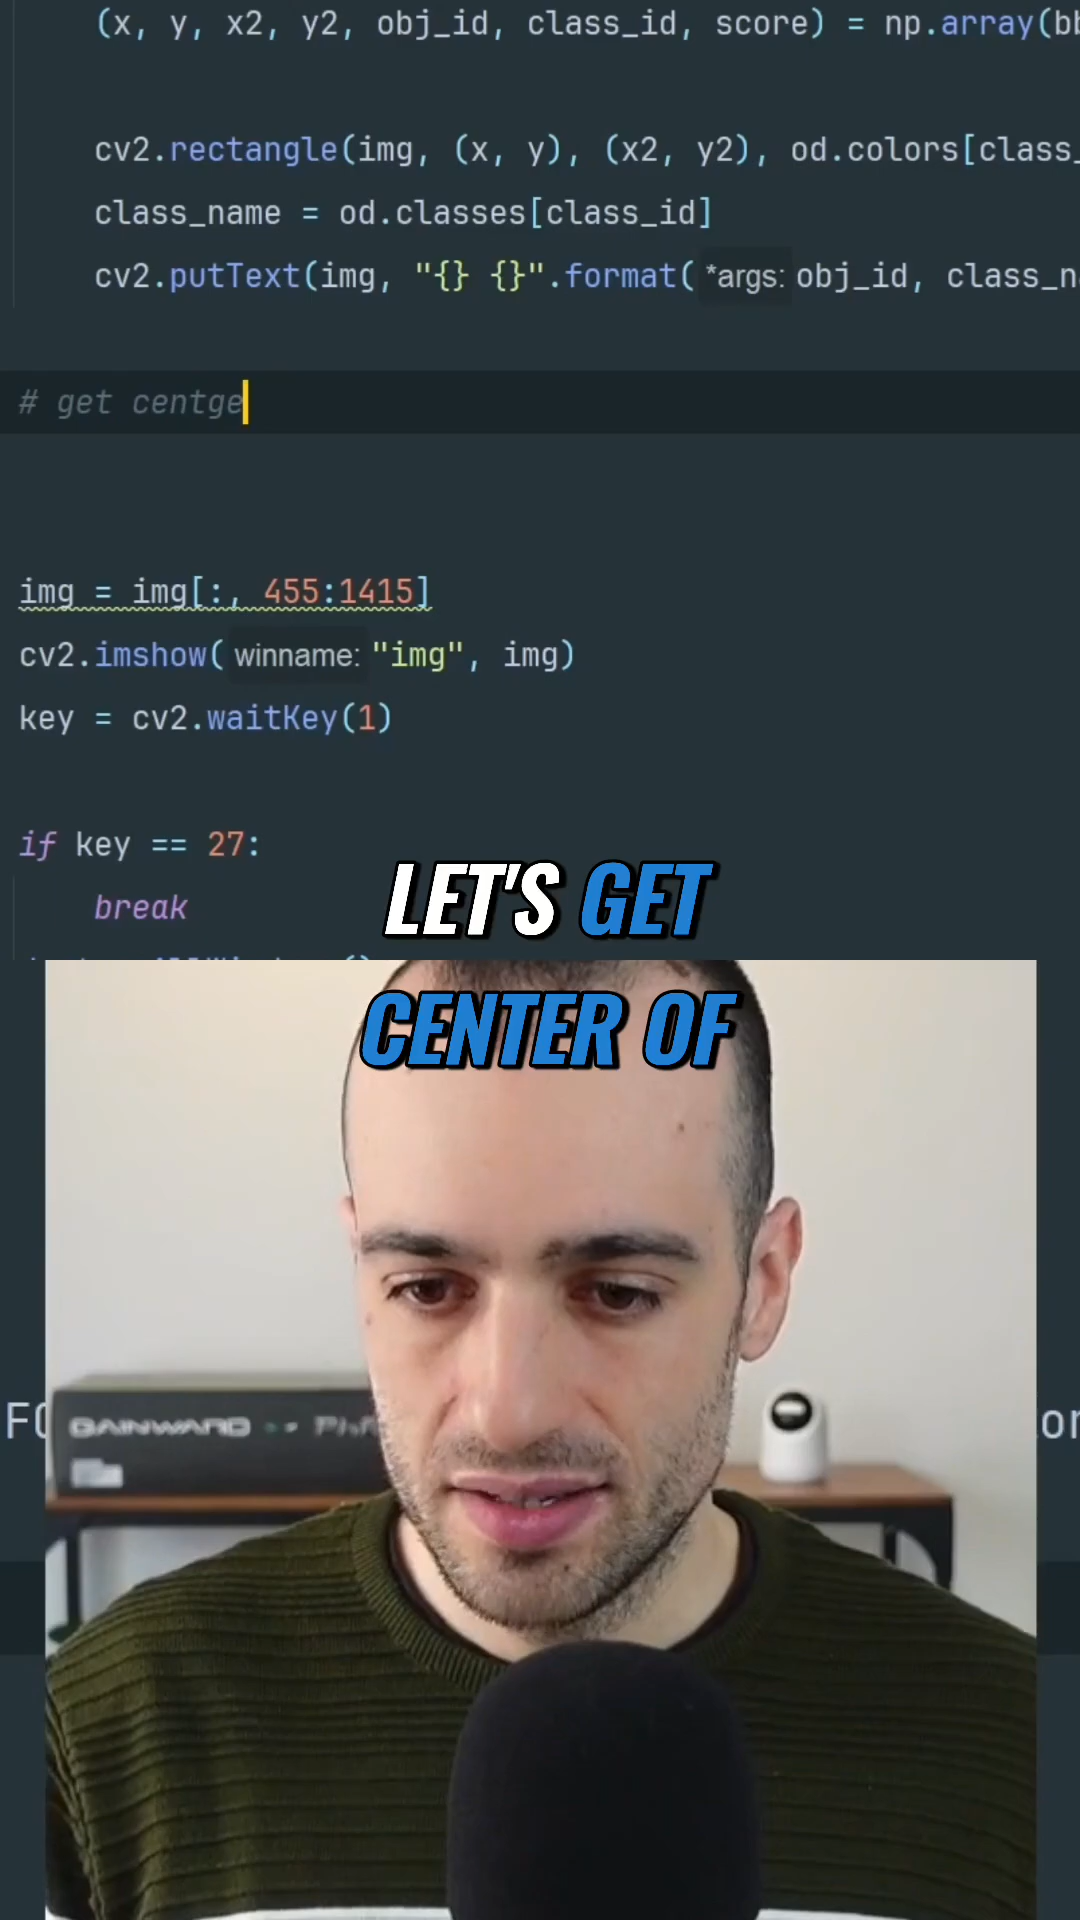 (x, y, x2, y2, obj_id, class_id, score) = np.array(bb
cv2.rectangle(img, (x, y), (x2, y2), od.colors[class_
class_name = od.classes[class_id]
cv2.putText(img, "{} {}".format( *args: obj_id, class_n
# get centge
img = img[:, 455:1415]
cv2.imshow( winname: "img", img)
key = cv2.waitKey(1)
if key == 27:
break
LET'S GET
CENTER OF
GAINWARD